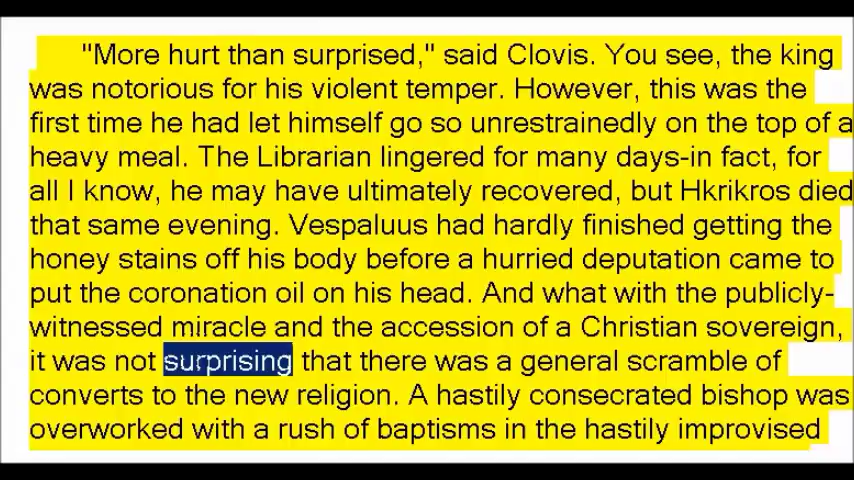 "More hurt than surprised," said Clovis. You see, the king
was notorious for his violent temper. However, this was the
first time he had let himself go so unrestrainedly on the top of a
heavy meal. The Librarian lingered for many days-in fact, for
all I know, he may have ultimately recovered, but Hkrikros died
that same evening. Vespaluus had hardly finished getting the
honey stains off his body before a hurried deputation came to
put the coronation oil on his head. And what with the publicly-
witnessed miracle and the accession of a Christian sovereign,
it was not surprising that there was a general scramble of
converts to the new religion. A hastily consecrated bishop was
overworked with a rush of baptisms in the hastily improvised